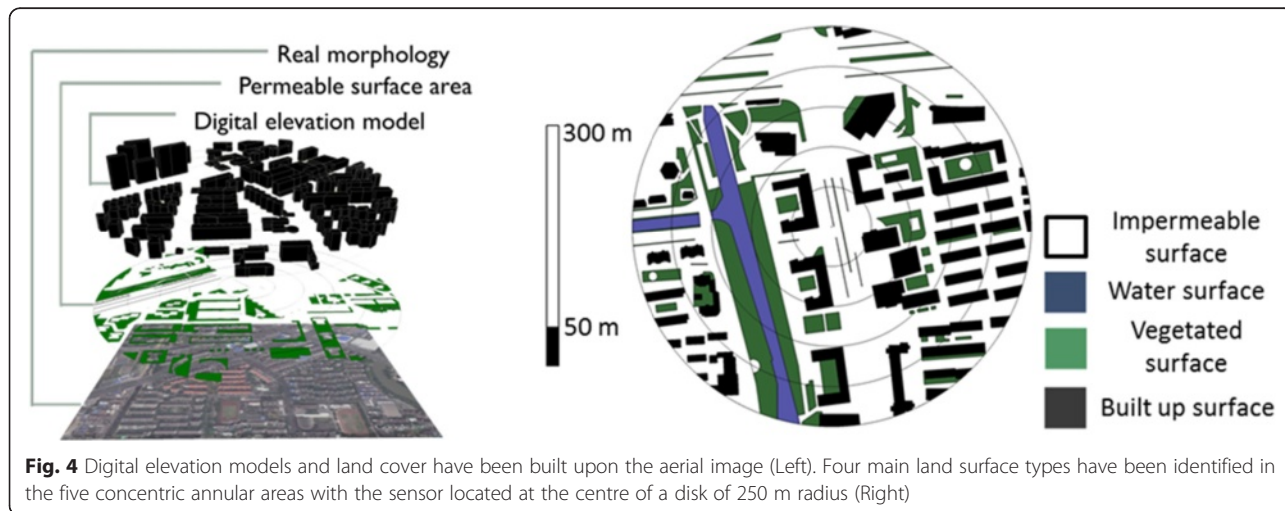 Real morphology
Permeable surface area
Digital elevation model
300 m
50 m
Impermeable
surface
Water surface
Vegetated
surface
Built up surface
Fig. 4 Digital elevation models and land cover have been built upon the aerial image (Left). Four main land surface types have been identified in
the five concentric annular areas with the sensor located at the centre of a disk of 250 m radius (Right)